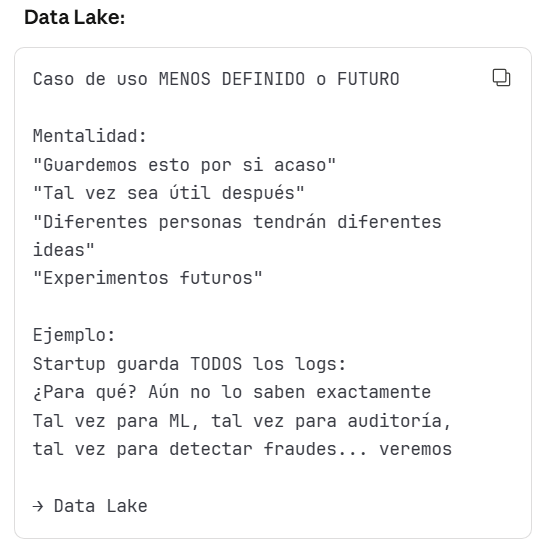 Data Lake:
Caso de uso MENOS DEFINIDO o FUTURO
Mentalidad:
"Guardemos esto por si acaso"
"Tal vez sea útil después"
"Diferentes personas tendrán diferentes
ideas"
"Experimentos futuros"
Ejemplo:
Startup guarda TODOS los logs:
¿Para qué? Aún no lo saben exactamente
Tal vez para ML, tal vez para auditoría,
tal vez para detectar fraudes... veremos
→ Data Lake